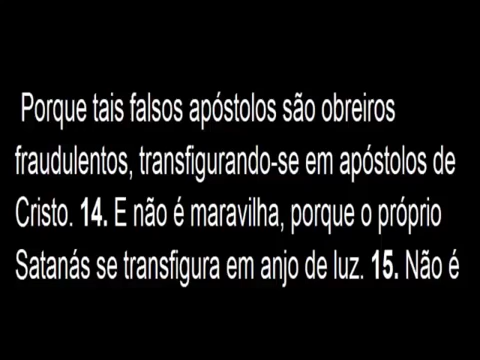 Porque tais falsos apóstolos são obreiros
fraudulentos, transfigurando-se em apóstolos de
Cristo. 14. E não é maravilha, porque o próprio
Satanás se transfigura em anjo de luz. 15. Não é